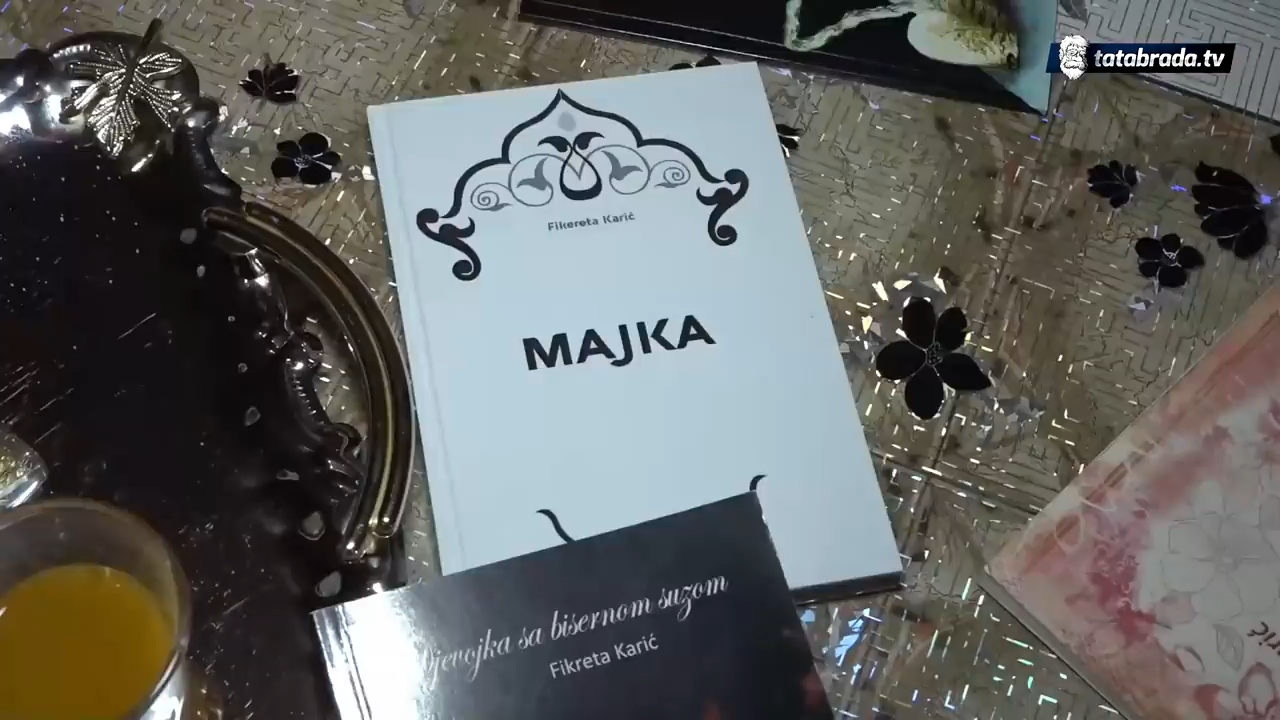 tatabrada.tv
Fikereta Karić
MAJKA
Djevojka sa bisernom suzom
Fikreta Karić